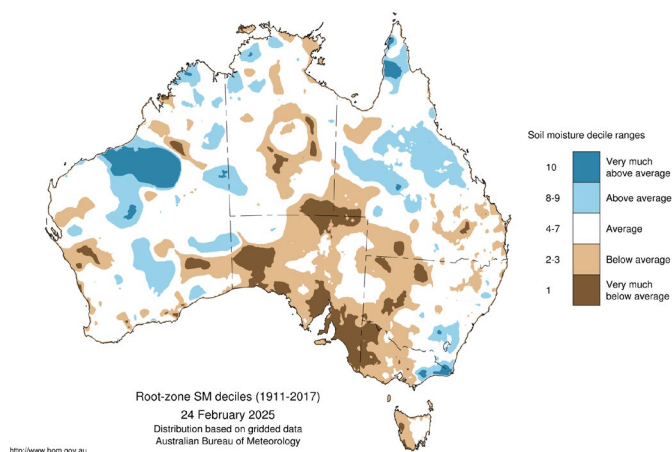 Soil moisture decile ranges
10 Very much
above average
8-9 Above average
4-7 Average
2-3 Below average
1 Very much
below average
Root-zone SM deciles (1911-2017)
24 February 2025
Distribution based on gridded data
Australian Bureau of Meteorology
http://www.bom.gov.au